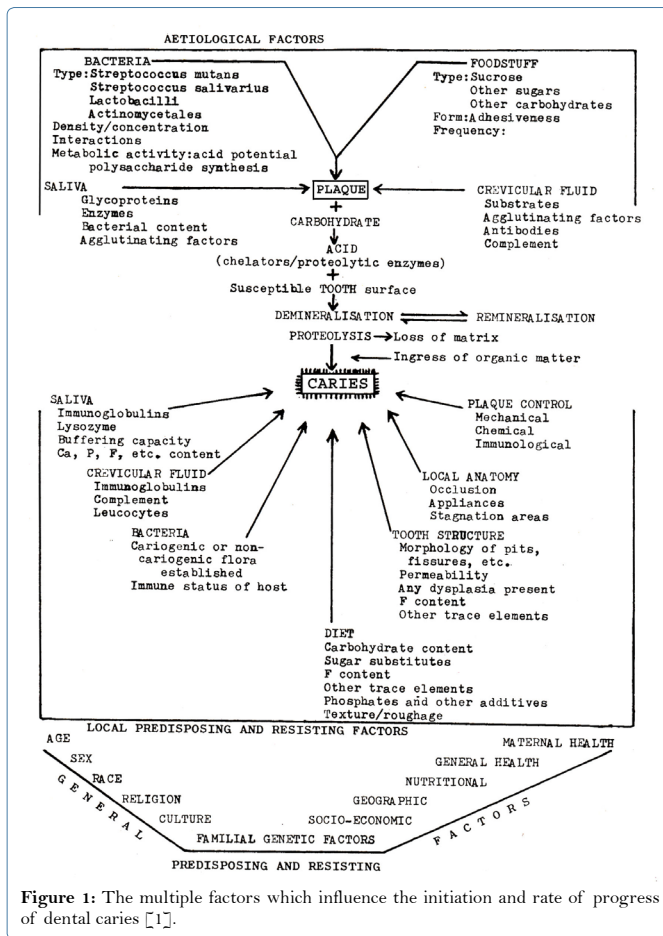 AETIOLOGICAL FACTORS
BACTERIA
Type:Streptococcus mutans
Streptococcus salivarius
Lactobacilli
Actinomycetales
Density/concentration
Interactions
Metabolic activity:acid potential
polysaccharide synthesis
FOODSTUFF
Type:Sucrose
Other sugars
Other carbohydrates
Form:Adhesiveness
Frequency:
SALIVA
Glycoproteins
Enzymes
Bacterial content
Agglutinating factors
PLAQUE
+
CARBOHYDRATE
ACID
(chelators/proteolytic enzymes)
+
Susceptible TOOTH surface
CREVICULAR FLUID
Substrates
Agglutinating factors
Antibodies
Complement
DEMINERALISATION REMINERALISATION
PROTEOLYSIS Loss of matrix
Ingress of organic matter
CARIES
SALIVA
Immunoglobulins
Lysozyme
Buffering capacity
Ca, P, F, etc. content
CREVICULAR FLUID
Immunoglobulins
Complement
Leucocytes
BACTERIA
Cariogenic or non-
cariogenic flora
established
Immune status of host
PLAQUE CONTROL
Mechanical
Chemical
Immunological
LOCAL ANATOMY
Occlusion
Appliances
Stagnation areas
TOOTH STRUCTURE
Morphology of pits,
fissures, etc.
Permeability
Any dysplasia present
F content
Other trace elements
DIET
Carbohydrate content
Sugar substitutes
F content
Other trace elements
Phosphates and other additives
Texture/roughage
LOCAL PREDISPOSING AND RESISTING FACTORS
AGE
SEX
RACE
RELIGION
CULTURE
FAMILIAL GENETIC FACTORS
SOCIO-ECONOMIC
GEOGRAPHIC
NUTRITIONAL
GENERAL HEALTH
MATERNAL HEALTH
GENERAL
FACTORS
PREDISPOSING AND RESISTING
Figure 1: The multiple factors which influence the initiation and rate of progress
of dental caries [1].